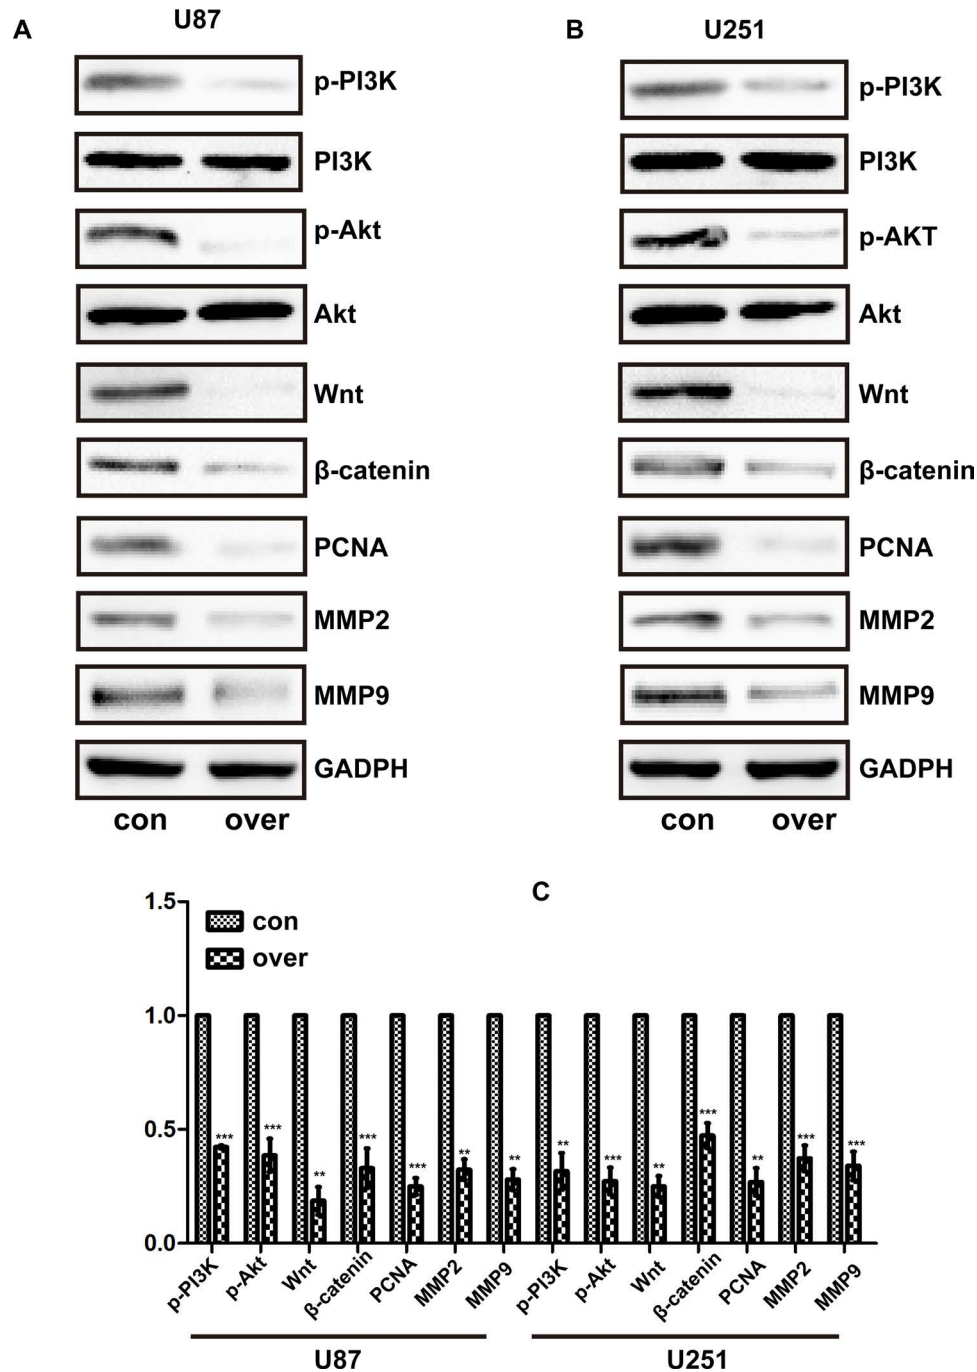 A
U87
p-PI3K
PI3K
p-Akt
Akt
Wnt
β-catenin
PCNA
MMP2
MMP9
GADPH
con over
B
U251
p-PI3K
PI3K
p-AKT
Akt
Wnt
β-catenin
PCNA
MMP2
MMP9
GADPH
con over
C
con
over
1.5
1.0
0.5
0.0
*** *** ** *** *** ** ** ** *** ** *** ** *** ***
p-PI3K p-Akt Wnt β-catenin PCNA MMP2 MMP9 p-PI3K p-Akt Wnt β-catenin PCNA MMP2 MMP9
U87 U251